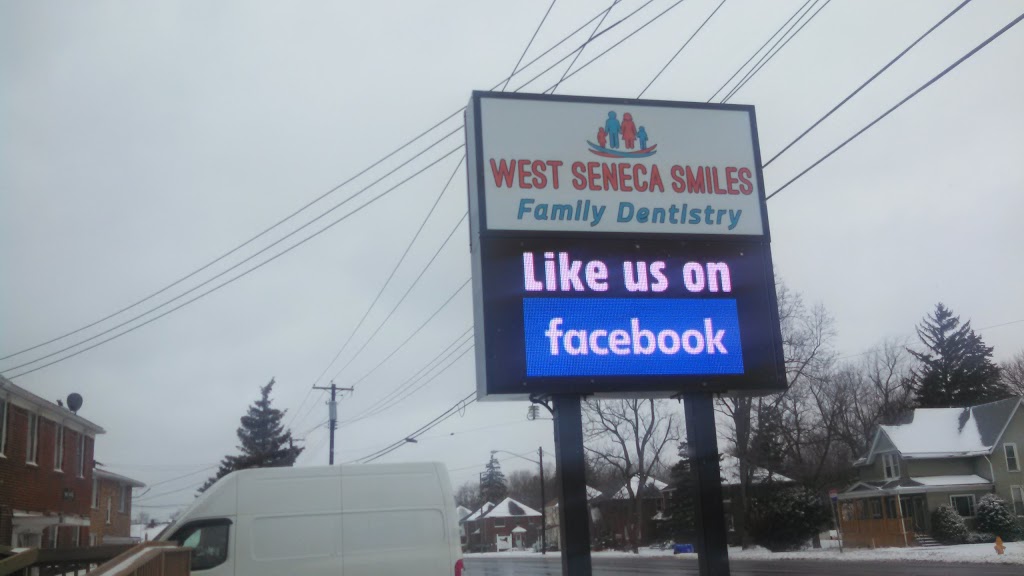 WEST SENECA SMILES
Family Dentistry
Like us on
facebook